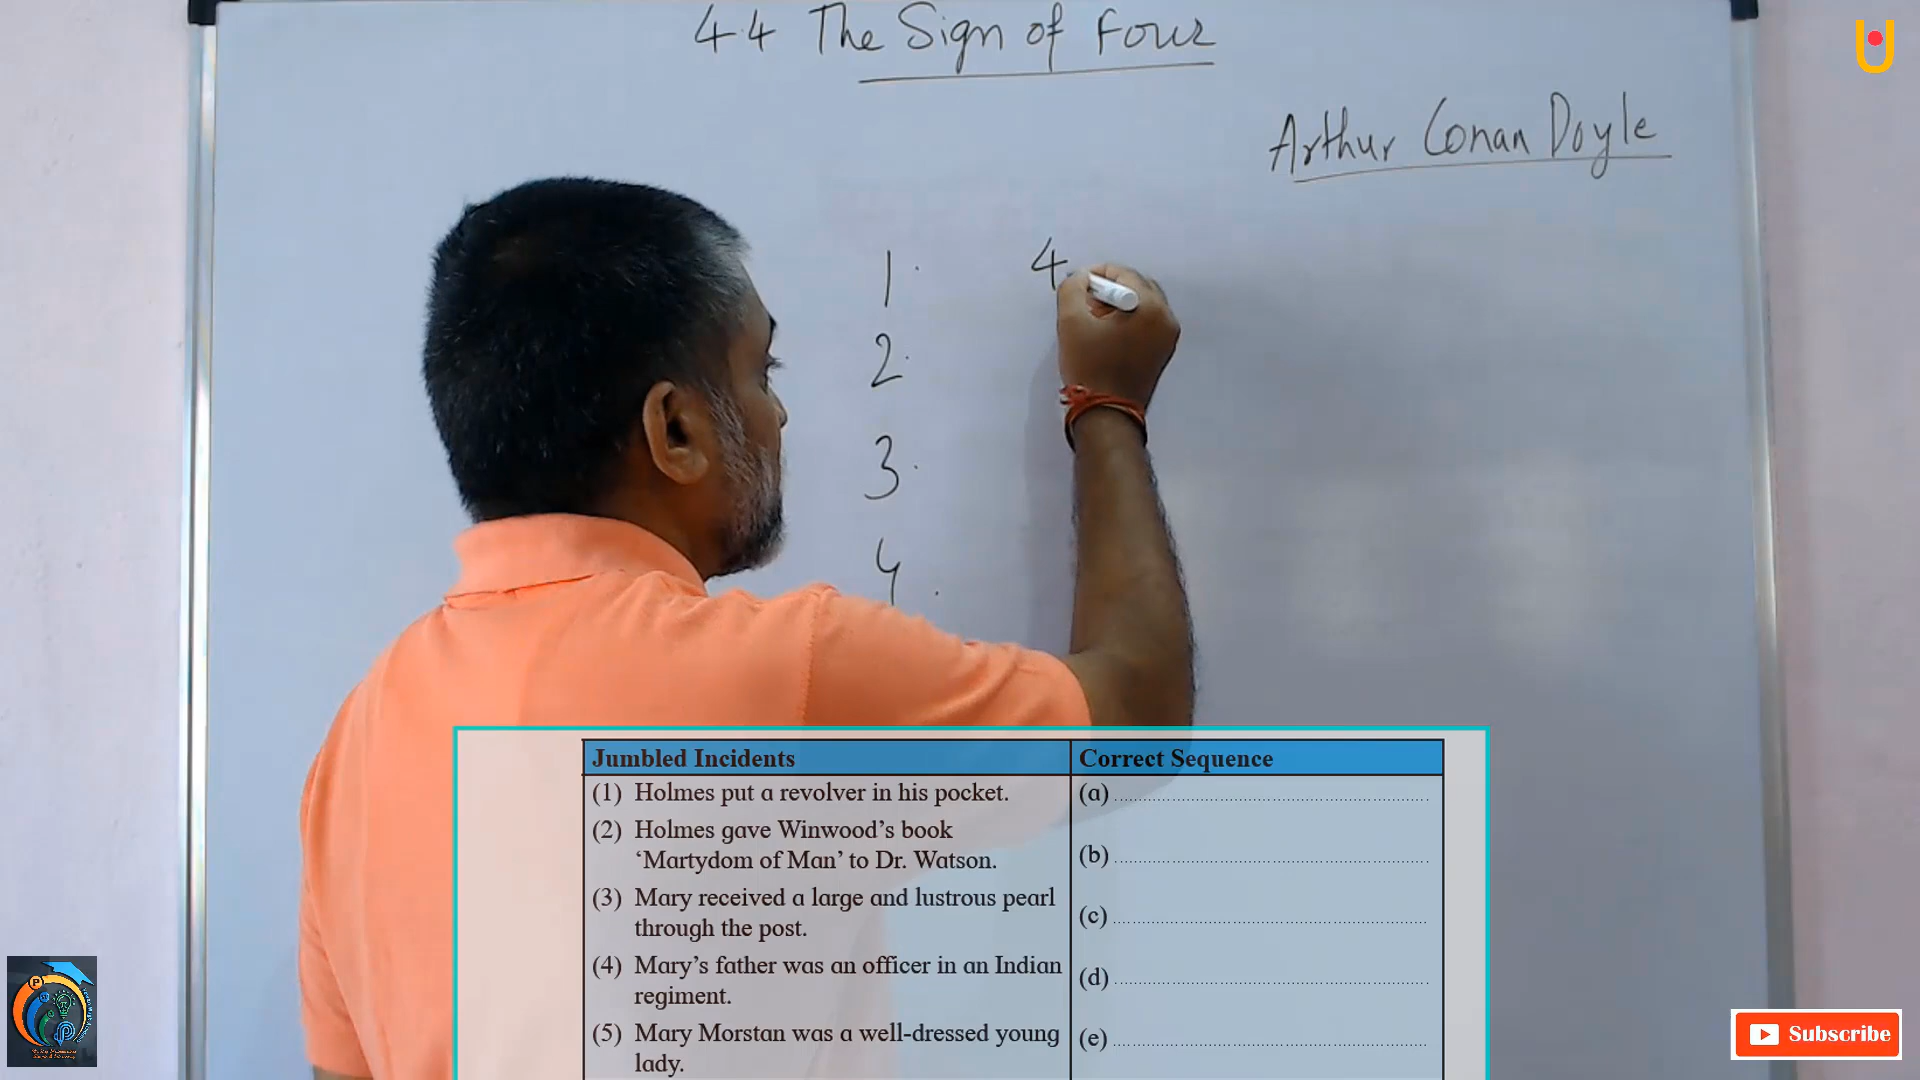 4.4 The Sign of Four
Arthur Conan Doyle
1. 4
2.
3.
4.
Jumbled Incidents
Correct Sequence
(1) Holmes put a revolver in his pocket.
(a)
(2) Holmes gave Winwood's book
‘Martydom of Man’ to Dr. Watson.
(b)
(3) Mary received a large and lustrous pearl
through the post.
(c)
(4) Mary's father was an officer in an Indian
regiment.
(d)
(5) Mary Morstan was a well-dressed young
lady.
(e)
Subscribe